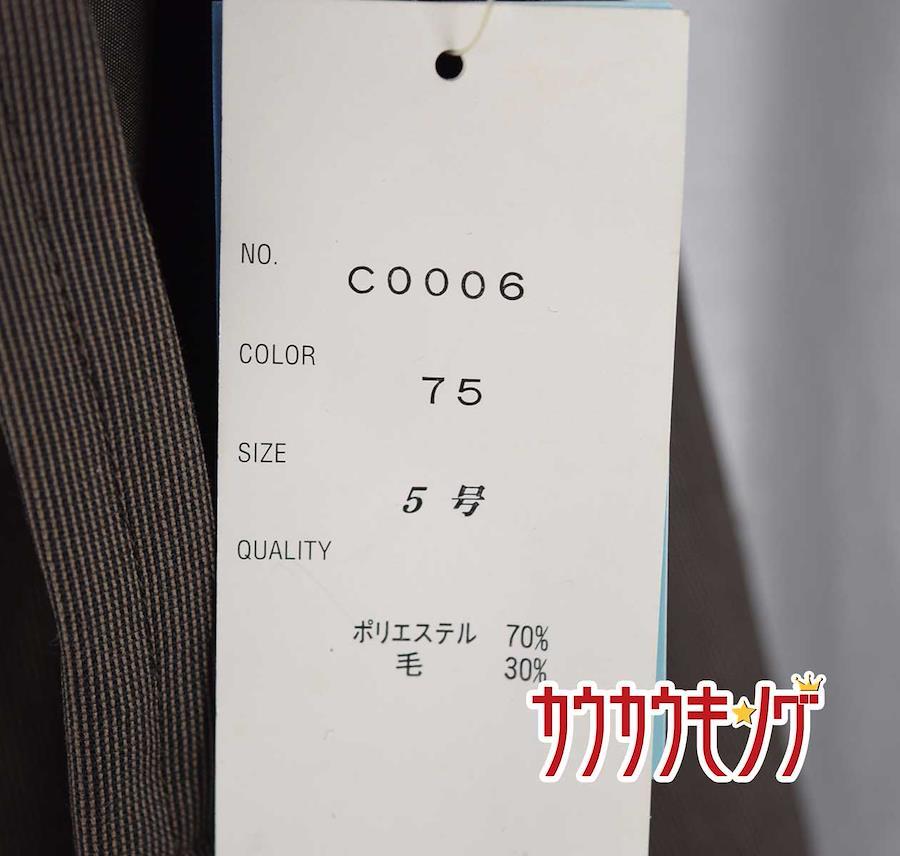 NO.
C0006
COLOR
75
SIZE
5 号
QUALITY
ポリエステル 70%
毛 30%
カウカウキング